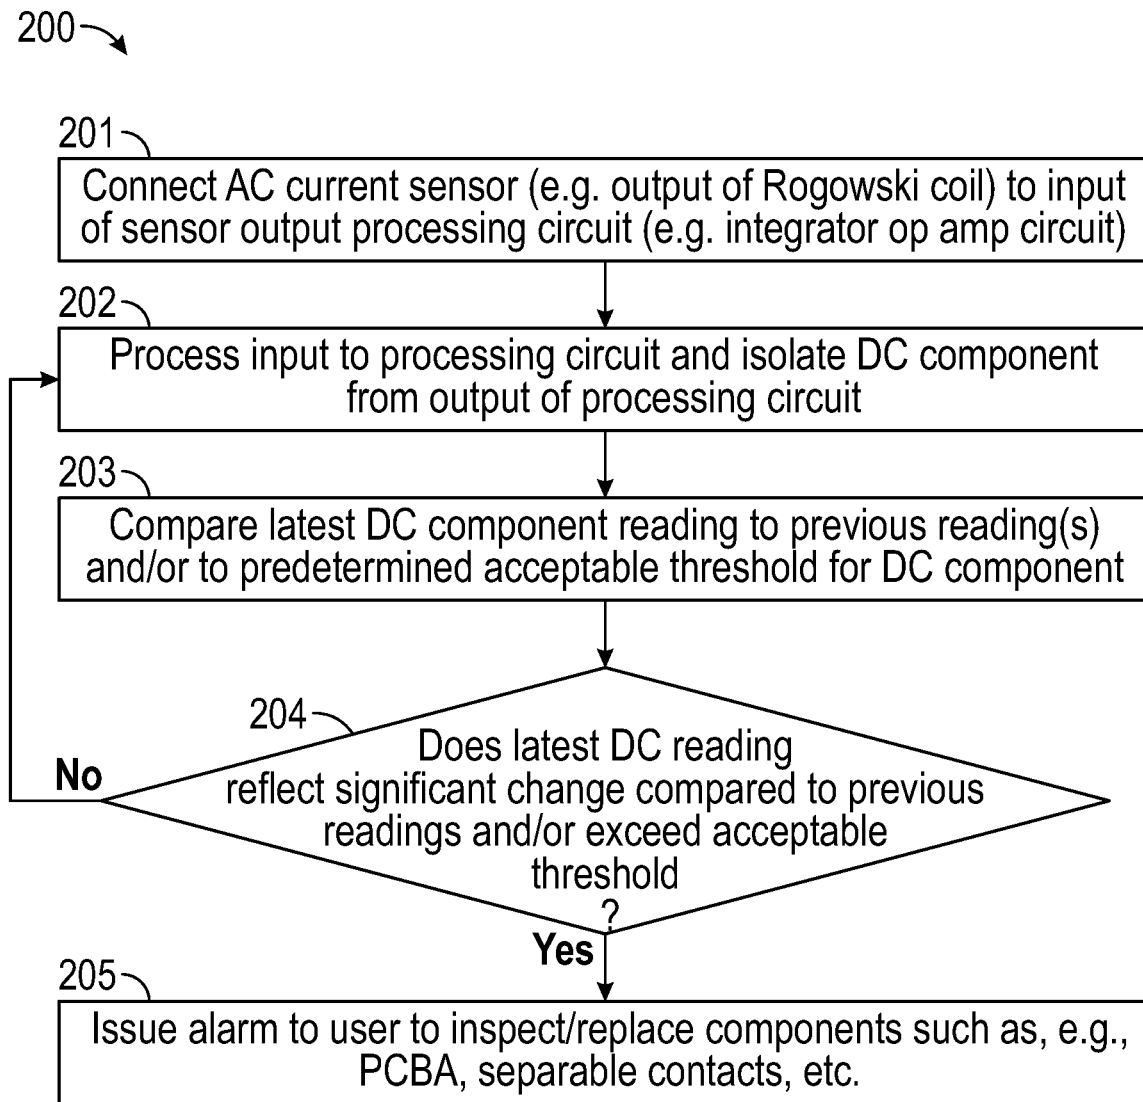 200
201
Connect AC current sensor (e.g. output of Rogowski coil) to input
of sensor output processing circuit (e.g. integrator op amp circuit)
202
Process input to processing circuit and isolate DC component
from output of processing circuit
203
Compare latest DC component reading to previous reading(s)
and/or to predetermined acceptable threshold for DC component
204
Does latest DC reading
reflect significant change compared to previous
readings and/or exceed acceptable
threshold
?
No
Yes
205
Issue alarm to user to inspect/replace components such as, e.g.,
PCBA, separable contacts, etc.